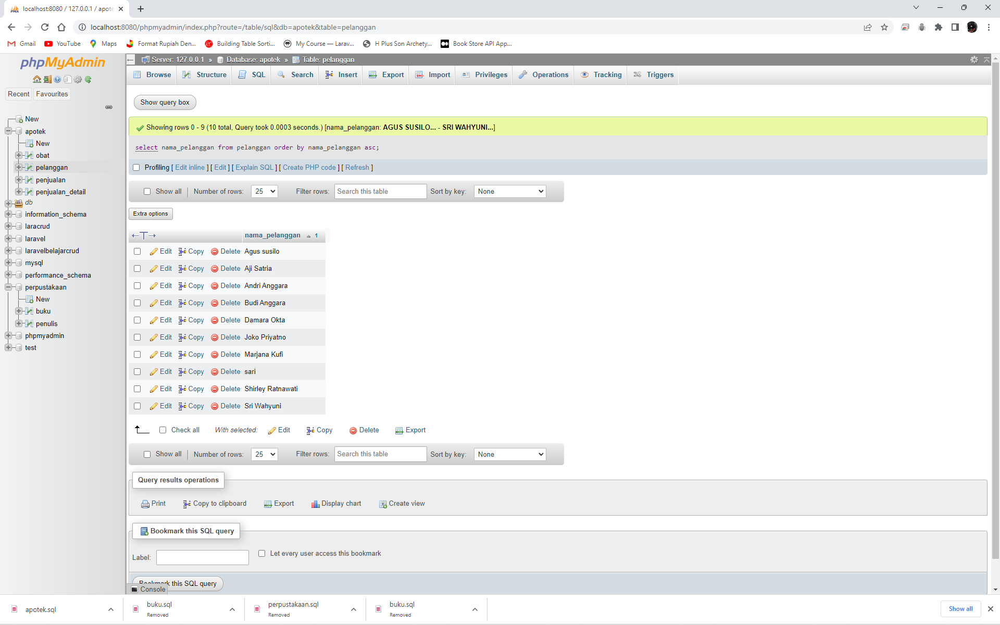 localhost:8080 / 127.0.0.1 / apote
localhost:8080/phpmyadmin/index.php?route=/table/sql&db=apotek&table=pelanggan
Gmail YouTube Maps Format Rupiah Den... Building Table Sorti... My Course — Larav... H Plus Son Archety... Book Store API App...
phpMyAdmin
Recent Favourites
New
apotek
New
obat
pelanggan
penjualan
penjualan_detail
db
information_schema
laracrud
laravel
laravelbelajarcrud
mysql
performance_schema
perpustakaan
New
buku
penulis
phpmyadmin
test
Server: 127.0.0.1 » Database: apotek » Table: pelanggan
Browse Structure SQL Search Insert Export Import Privileges Operations Tracking Triggers
Show query box
Showing rows 0 - 9 (10 total, Query took 0.0003 seconds.) [nama_pelanggan: AGUS SUSILO... - SRI WAHYUNI...]
select nama_pelanggan from pelanggan order by nama_pelanggan asc;
Profiling [ Edit inline ] [ Edit ] [ Explain SQL ] [ Create PHP code ] [ Refresh ]
Show all Number of rows: 25 Filter rows: Search this table Sort by key: None
Extra options
nama_pelanggan 1
Edit Copy Delete Agus susilo
Edit Copy Delete Aji Satria
Edit Copy Delete Andri Anggara
Edit Copy Delete Budi Anggara
Edit Copy Delete Damara Okta
Edit Copy Delete Joko Priyatno
Edit Copy Delete Marjana Kufi
Edit Copy Delete sari
Edit Copy Delete Shirley Ratnawati
Edit Copy Delete Sri Wahyuni
Check all With selected: Edit Copy Delete Export
Show all Number of rows: 25 Filter rows: Search this table Sort by key: None
Query results operations
Print Copy to clipboard Export Display chart Create view
Bookmark this SQL query
Label: Let every user access this bookmark
Bookmark this SQL query
Console
apotek.sql
buku.sql
Removed
perpustakaan.sql
Removed
buku.sql
Removed
Show all